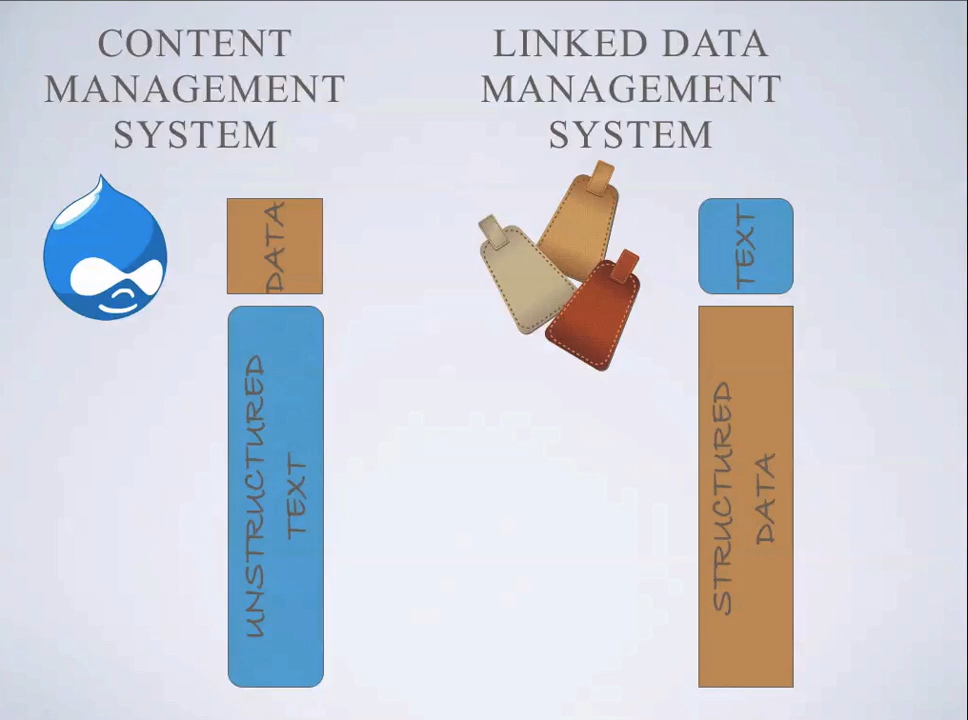 CONTENT
MANAGEMENT
SYSTEM
DATA
UNSTRUCTURED
TEXT
LINKED DATA
MANAGEMENT
SYSTEM
TEXT
STRUCTURED
DATA